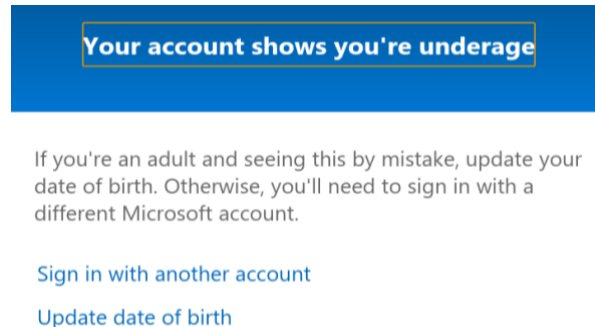 Your account shows you're underage
If you're an adult and seeing this by mistake, update your
date of birth. Otherwise, you'll need to sign in with a
different Microsoft account.
Sign in with another account
Update date of birth